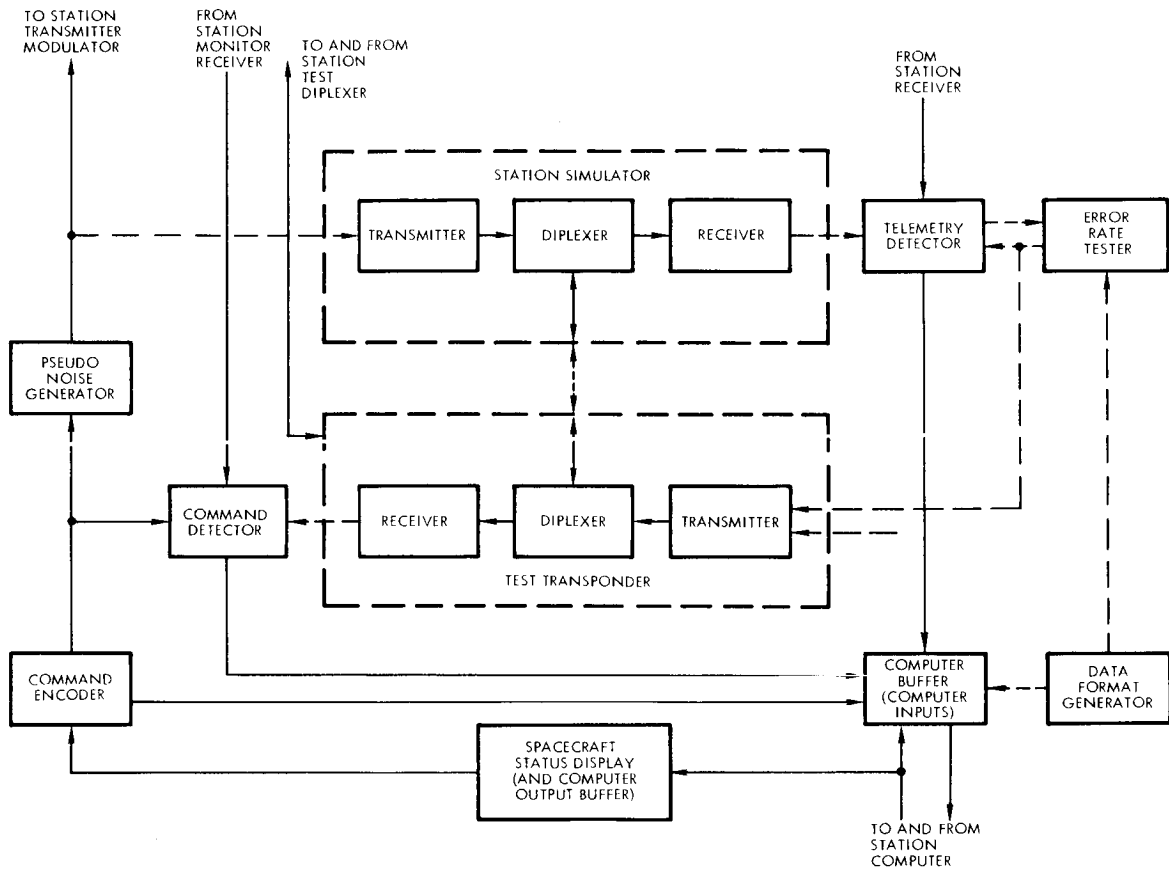 TO STATION
TRANSMITTER
MODULATOR
FROM
STATION
MONITOR
RECEIVER
TO AND FROM
STATION
TEST
DIPLEXER
FROM
STATION
RECEIVER
STATION SIMULATOR
TRANSMITTER
DIPLEXER
RECEIVER
TELEMETRY
DETECTOR
ERROR
RATE
TESTER
PSEUDO
NOISE
GENERATOR
COMMAND
DETECTOR
RECEIVER
DIPLEXER
TRANSMITTER
TEST TRANSPONDER
COMMAND
ENCODER
COMPUTER
BUFFER
(COMPUTER
INPUTS)
DATA
FORMAT
GENERATOR
SPACECRAFT
STATUS DISPLAY
(AND COMPUTER
OUTPUT BUFFER)
TO AND FROM
STATION
COMPUTER